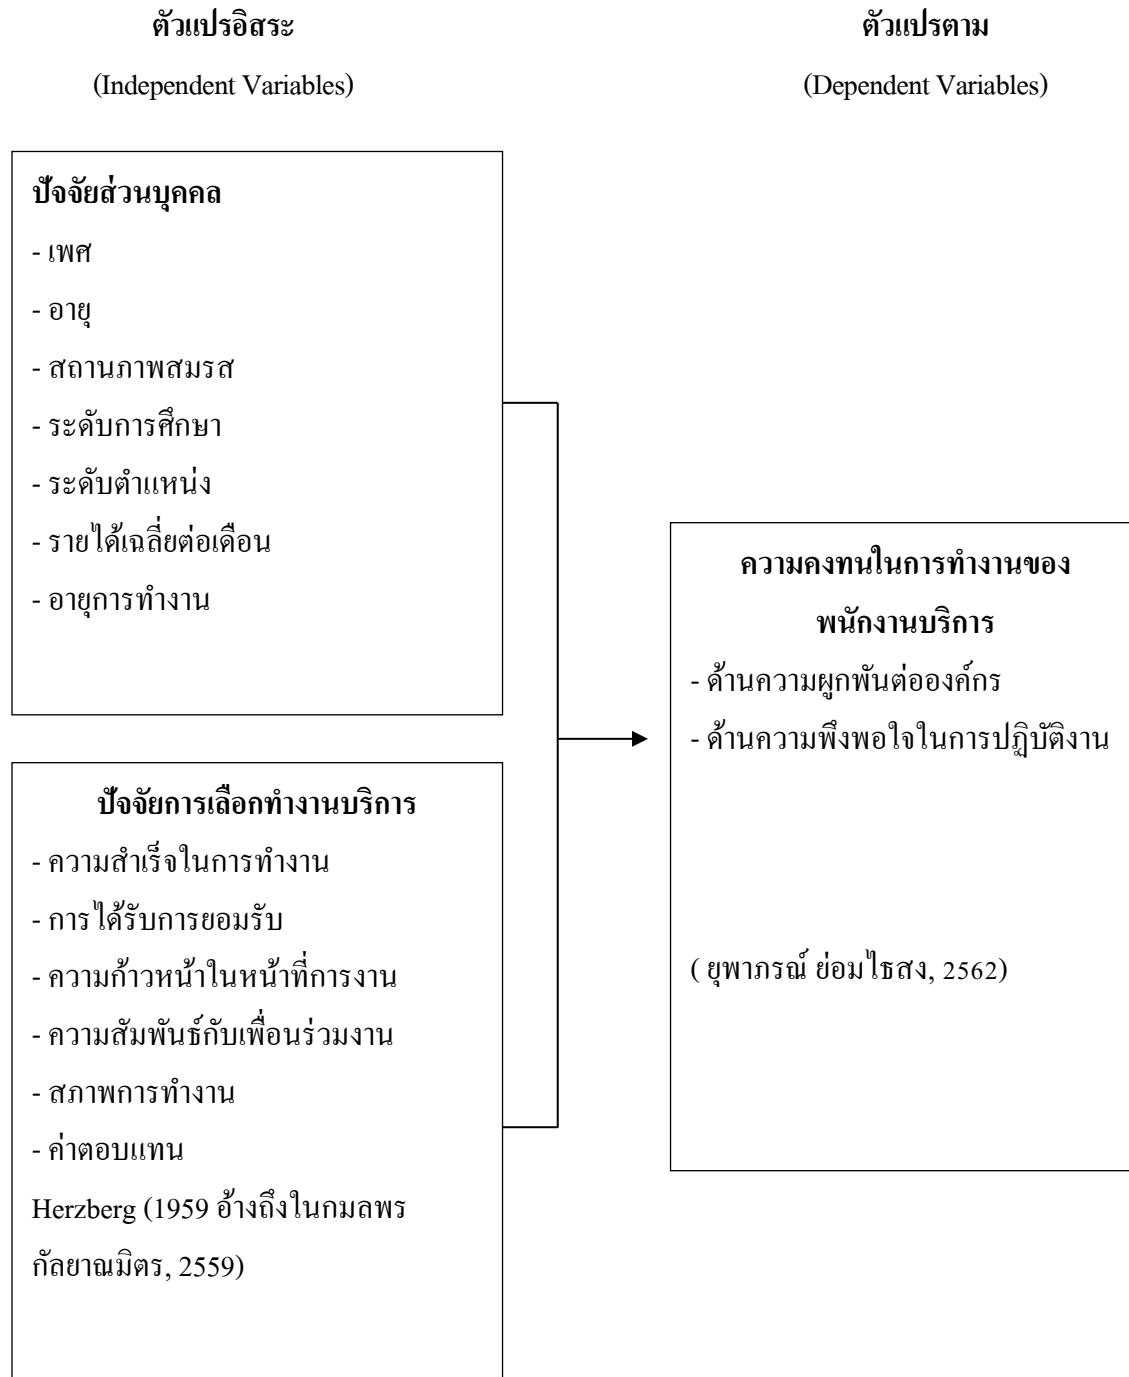 ตัวแปรอิสระ
(Independent Variables)
ตัวแปรตาม
(Dependent Variables)
ปัจจัยส่วนบุคคล
- เพศ
- อายุ
- สถานภาพสมรส
- ระดับการศึกษา
- ระดับตำแหน่ง
- รายได้เฉลี่ยต่อเดือน
- อายุการทำงาน
ปัจจัยการเลือกทำงานบริการ
- ความสำเร็จในการทำงาน
- การได้รับการยอมรับ
- ความก้าวหน้าในหน้าที่การงาน
- ความสัมพันธ์กับเพื่อนร่วมงาน
- สภาพการทำงาน
- ค่าตอบแทน
Herzberg (1959 อ้างถึงในกมลพร
กัลยาณมิตร, 2559)
ความคงทนในการทำงานของ
พนักงานบริการ
- ด้านความผูกพันต่อองค์กร
- ด้านความพึงพอใจในการปฏิบัติงาน
( ยุพาภรณ์ ย่อมไธสง, 2562)